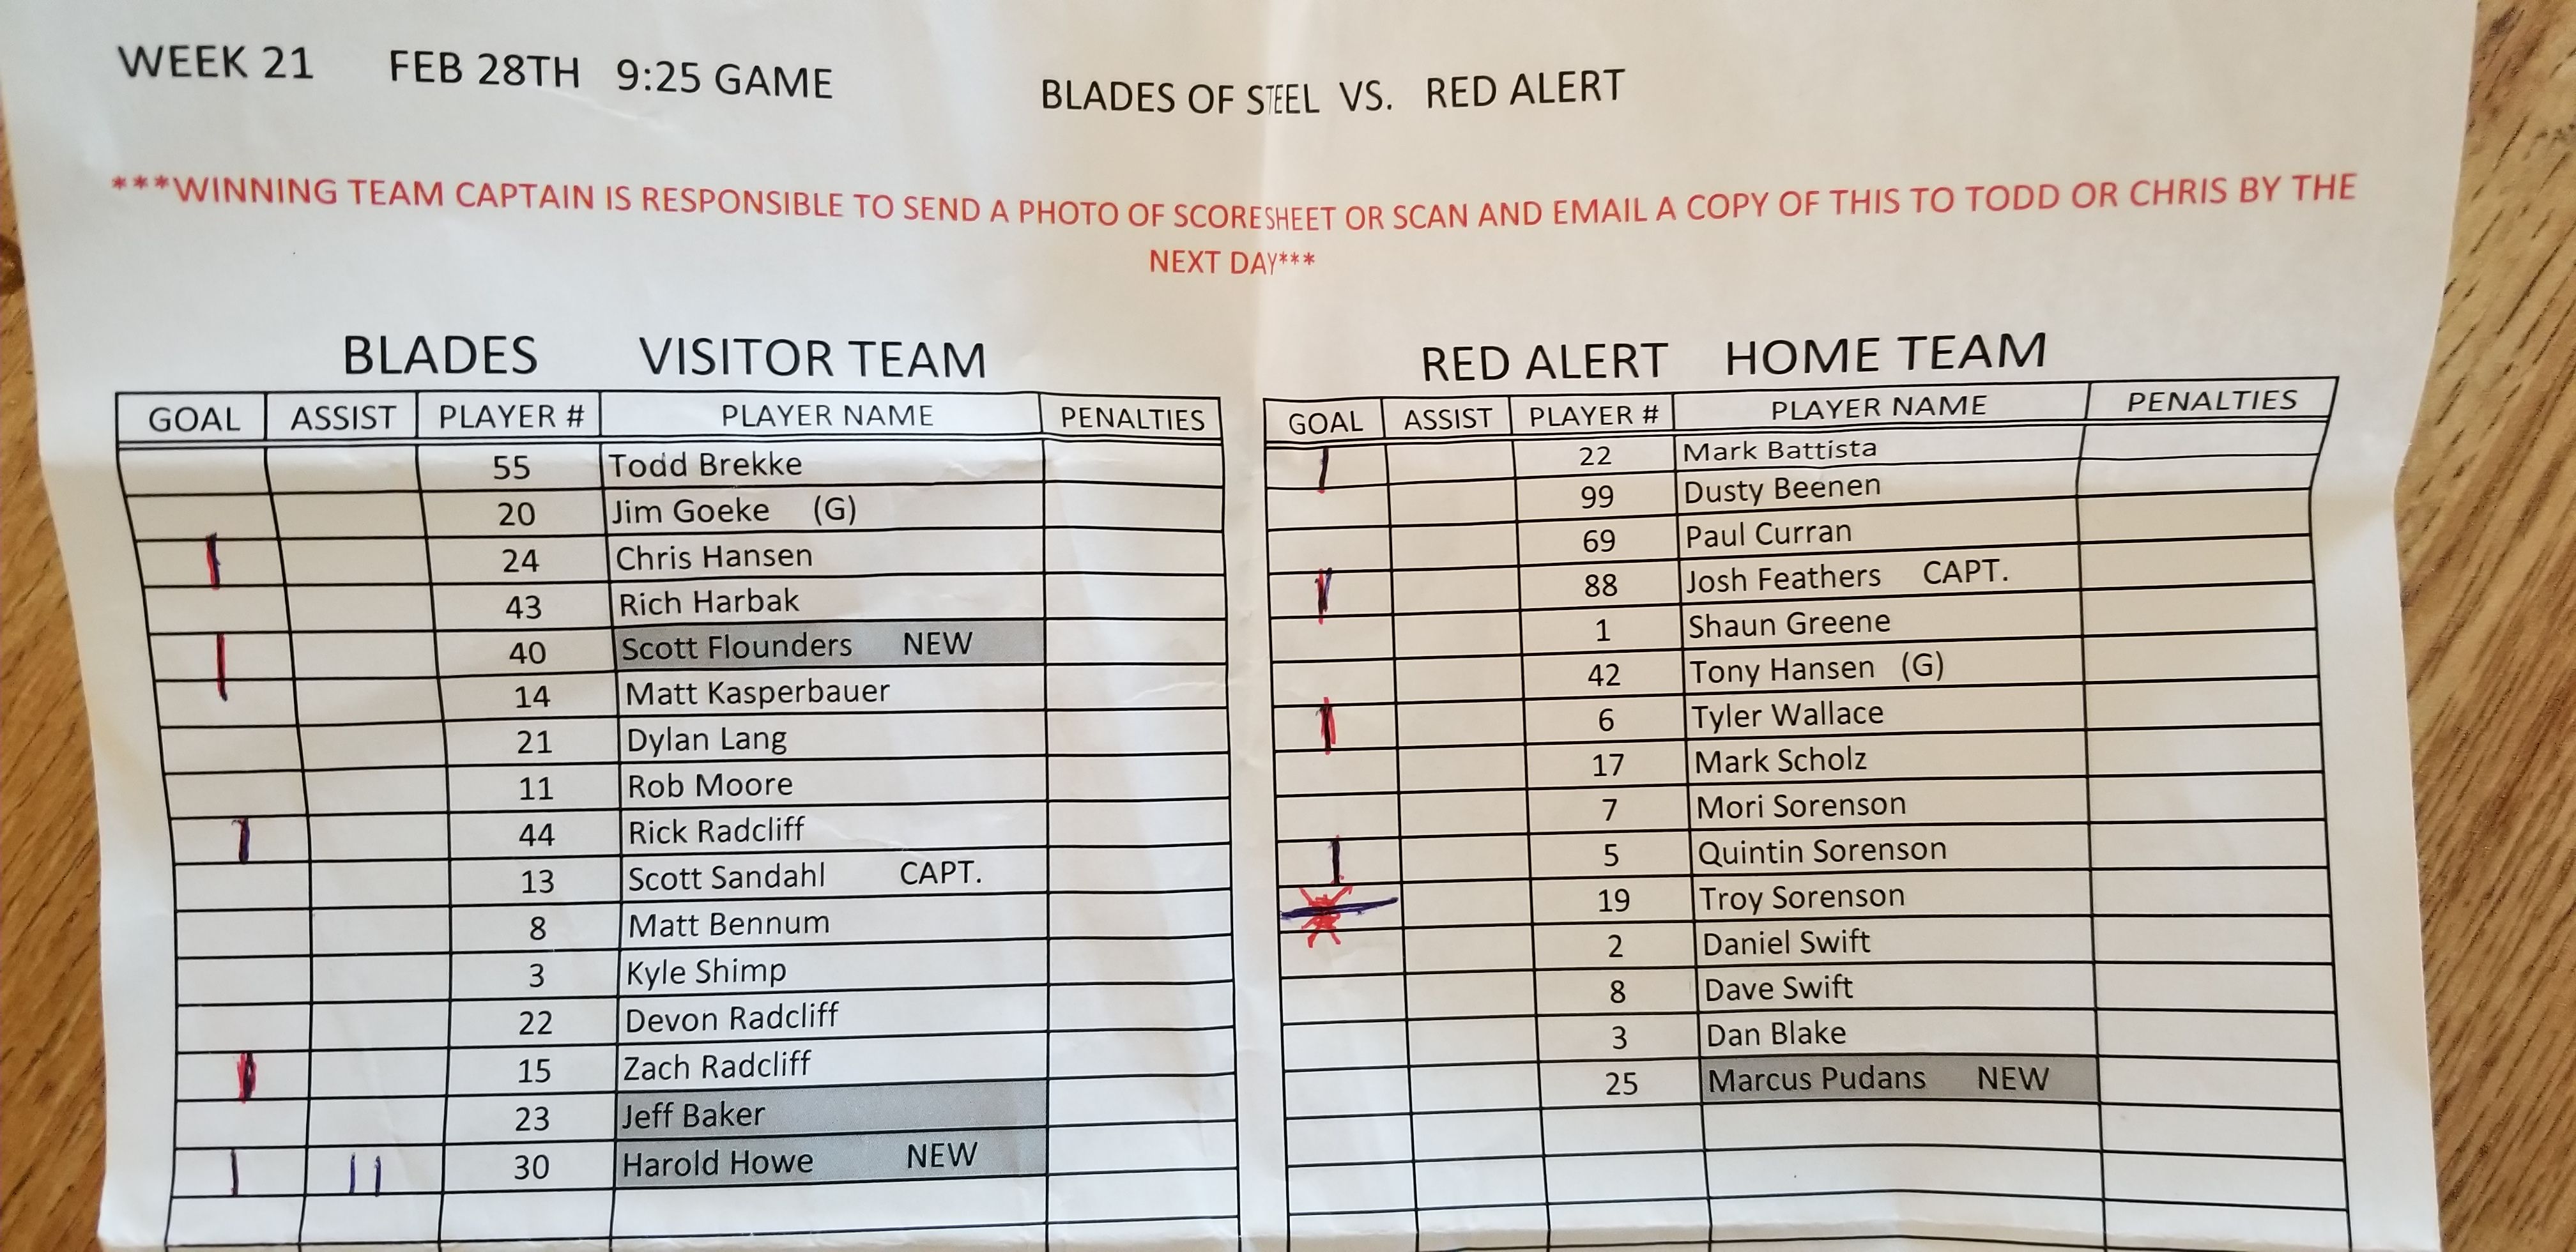 WEEK 21 FEB 28TH 9:25 GAME BLADES OF STEEL VS. RED ALERT
***WINNING TEAM CAPTAIN IS RESPONSIBLE TO SEND A PHOTO OF SCORESHEET OR SCAN AND EMAIL A COPY OF THIS TO TODD OR CHRIS BY THE
NEXT DAY***
BLADES VISITOR TEAM
GOAL ASSIST PLAYER # PLAYER NAME PENALTIES
55 Todd Brekke
20 Jim Goeke (G)
| 24 Chris Hansen
43 Rich Harbak
| 40 Scott Flounders NEW
14 Matt Kasperbauer
21 Dylan Lang
11 Rob Moore
| 44 Rick Radcliff
13 Scott Sandahl CAPT.
8 Matt Bennum
3 Kyle Shimp
22 Devon Radcliff
| 15 Zach Radcliff
23 Jeff Baker
| || 30 Harold Howe NEW
RED ALERT HOME TEAM
GOAL ASSIST PLAYER # PLAYER NAME PENALTIES
| 22 Mark Battista
99 Dusty Beenen
69 Paul Curran
| 88 Josh Feathers CAPT.
1 Shaun Greene
42 Tony Hansen (G)
| 6 Tyler Wallace
17 Mark Scholz
7 Mori Sorenson
| 5 Quintin Sorenson
19 Troy Sorenson
2 Daniel Swift
8 Dave Swift
3 Dan Blake
25 Marcus Pudans NEW